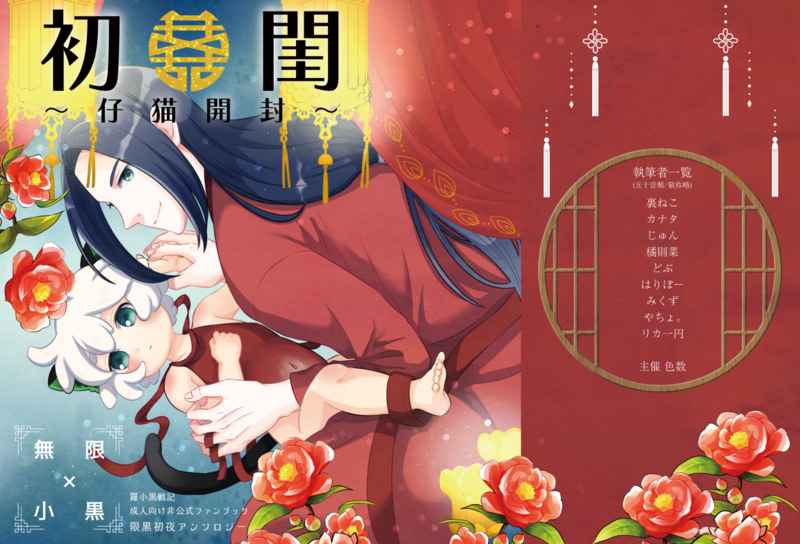 初 囍 閨
～仔猫開封～
無限
×
小黒
羅小黒戦記
成人向け非公式ファンブック
限黒初夜アンソロジー
執筆者一覧
(五十音順/敬称略)
裏ねこ
カナタ
じゅん
橘則菜
どぶ
はりぼー
みくず
やちょ。
リカ一円
主催 色数